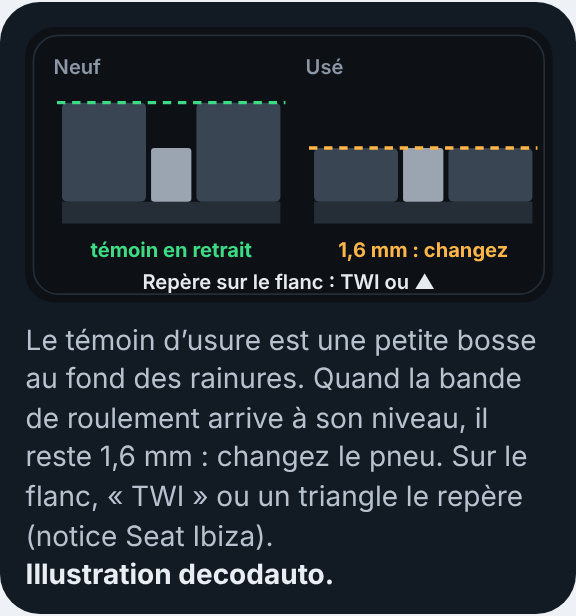 Neuf
Usé
témoin en retrait
1,6 mm : changez
Repère sur le flanc : TWI ou ▲
Le témoin d’usure est une petite bosse
au fond des rainures. Quand la bande
de roulement arrive à son niveau, il
reste 1,6 mm : changez le pneu. Sur le
flanc, « TWI » ou un triangle le repère
(notice Seat Ibiza).
Illustration decodauto.